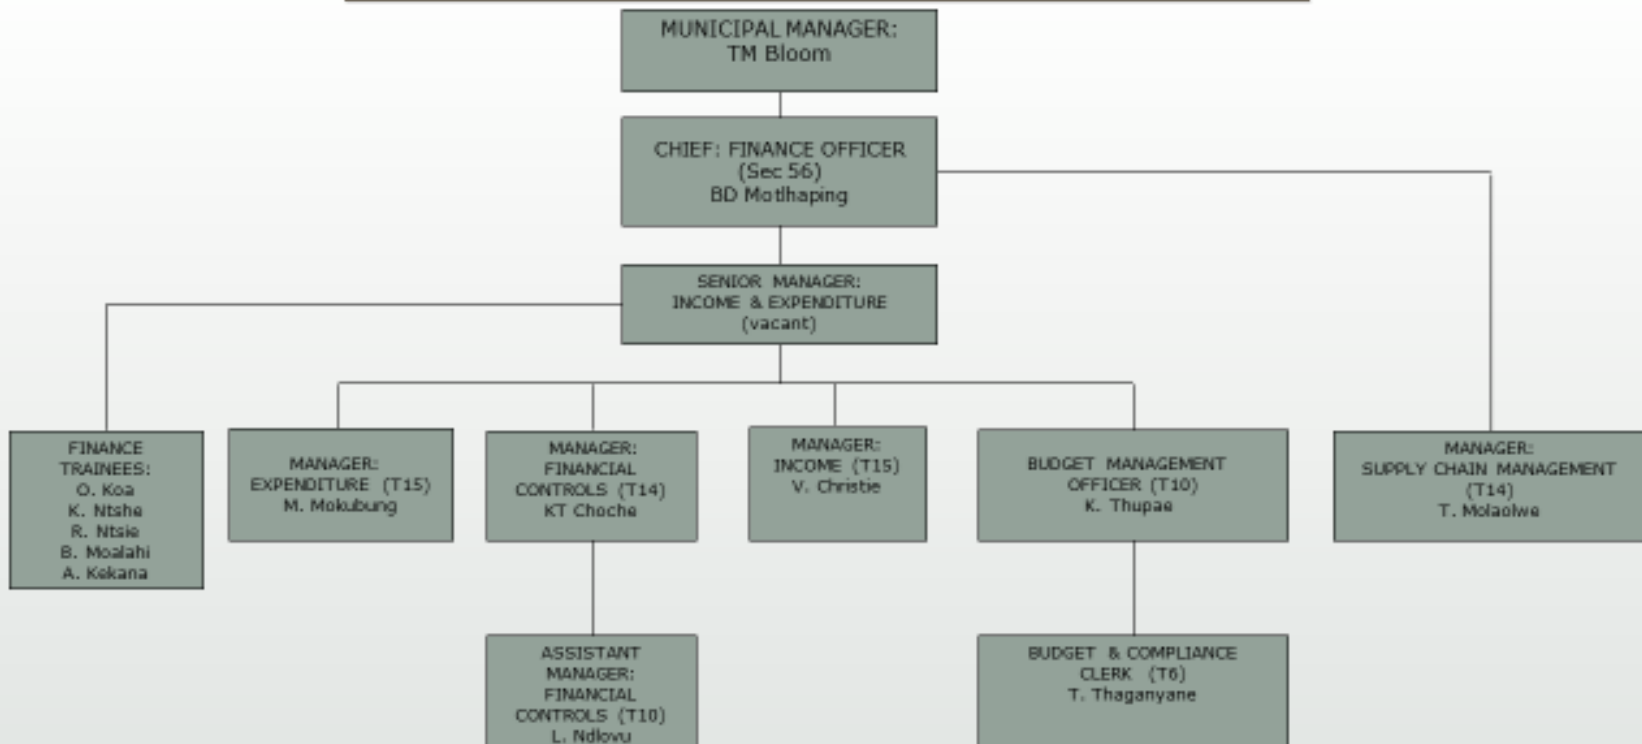 MUNICIPAL MANAGER:
TM Bloom
CHIEF: FINANCE OFFICER
(Sec 56)
BD Motlhaping
SENIOR MANAGER:
INCOME & EXPENDITURE
(vacant)
FINANCE
TRAINEES:
O. Koa
K. Ntshe
R. Ntsie
B. Moalahi
A. Kekana
MANAGER:
EXPENDITURE (T15)
M. Mokubung
MANAGER:
FINANCIAL
CONTROLS (T14)
KT Choche
MANAGER:
INCOME (T15)
V. Christie
BUDGET MANAGEMENT
OFFICER (T10)
K. Thupae
MANAGER:
SUPPLY CHAIN MANAGEMENT
(T14)
T. Molaolwe
ASSISTANT
MANAGER:
FINANCIAL
CONTROLS (T10)
L. Ndlovu
BUDGET & COMPLIANCE
CLERK (T6)
T. Thaganyane